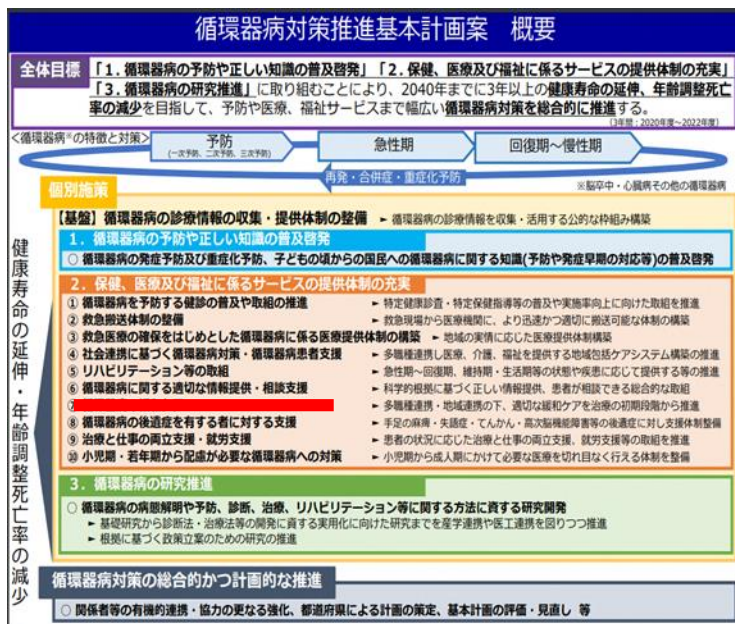 循環器病対策推進基本計画案 概要
全体目標
「1. 循環器病の予防や正しい知識の普及啓発」「2. 保健、医療及び福祉に係るサービスの提供体制の充実」
「3. 循環器病の研究推進」に取り組むことにより、2040年までに3年以上の健康寿命の延伸、年齢調整死亡
率の減少を目指して、予防や医療、福祉サービスまで幅広い循環器病対策を総合的に推進する。
(3年間:2020年度~2022年度)
<循環器病※の特徴と対策>
予防
(一次予防、二次予防、三次予防)
急性期
回復期~慢性期
再発・合併症・重症化予防
※脳卒中・心臓病その他の循環器病
個別施策
【基盤】循環器病の診療情報の収集・提供体制の整備 ► 循環器病の診療情報を収集・活用する公的な枠組み構築
1. 循環器病の予防や正しい知識の普及啓発
○ 循環器病の発症予防及び重症化予防、子どもの頃からの国民への循環器病に関する知識(予防や発症早期の対応等)の普及啓発
2. 保健、医療及び福祉に係るサービスの提供体制の充実
① 循環器病を予防する健診の普及や取組の推進 ► 特定健康診査・特定保健指導等の普及や実施率向上に向けた取組を推進
② 救急搬送体制の整備 ► 救急現場から医療機関に、より迅速かつ適切に搬送可能な体制の構築
③ 救急医療の確保をはじめとした循環器病に係る医療提供体制の構築 ► 地域の実情に応じた医療提供体制構築
④ 社会連携に基づく循環器病対策・循環器病患者支援 ► 多職種連携し医療、介護、福祉を提供する地域包括ケアシステム構築の推進
⑤ リハビリテーション等の取組 ► 急性期~回復期、維持期・生活期等の状態や疾患に応じて提供する等の推進
⑥ 循環器病に関する適切な情報提供・相談支援 ► 科学的根拠に基づく正しい情報提供、患者が相談できる総合的な取組
⑦ ► 多職種連携・地域連携の下、適切な緩和ケアを治療の初期段階から推進
⑧ 循環器病の後遺症を有する者に対する支援 ► 手足の麻痺・失語症・てんかん・高次脳機能障害等の後遺症に対し支援体制整備
⑨ 治療と仕事の両立支援・就労支援 ► 患者の状況に応じた治療と仕事の両立支援、就労支援等の取組を推進
⑩ 小児期・若年期から配慮が必要な循環器病への対策 ► 小児期から成人期にかけて必要な医療を切れ目なく行える体制を整備
3. 循環器病の研究推進
○ 循環器病の病態解明や予防、診断、治療、リハビリテーション等に関する方法に資する研究開発
► 基礎研究から診断法・治療法等の開発に資する実用化に向けた研究までを産学連携や医工連携を図りつつ推進
► 根拠に基づく政策立案のための研究の推進
健康寿命の延伸・年齢調整死亡率の減少
循環器病対策の総合的かつ計画的な推進
○ 関係者等の有機的連携・協力の更なる強化、都道府県による計画の策定、基本計画の評価・見直し 等